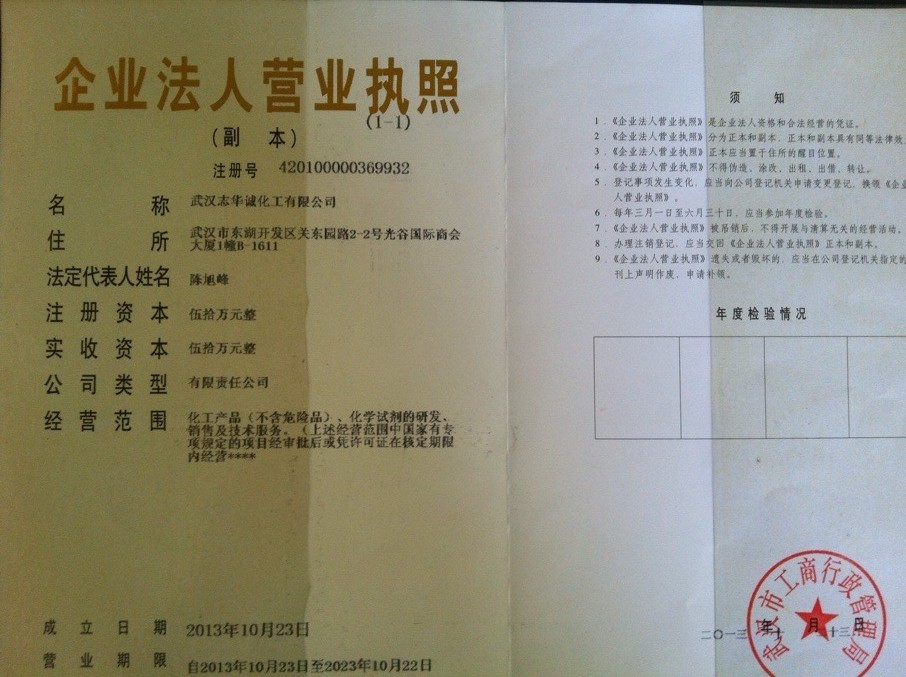 企业法人营业执照
（副 本）
(1-1)
注册号 420100000369932
名 称 武汉志华诚化工有限公司
住 所 武汉市东湖开发区关东园路2-2号光谷国际商会
大厦1幢B-1611
法定代表人姓名 陈旭峰
注 册 资 本 伍拾万元整
实 收 资 本 伍拾万元整
公 司 类 型 有限责任公司
经 营 范 围 化工产品（不含危险品）、化学试剂的研发、
销售及技术服务。（上述经营范围中国家有专
项规定的项目经审批后或凭许可证在核定期限
内经营****
成 立 日 期 2013年10月23日
营 业 期 限 自2013年10月23日至2023年10月22日
须 知
1．《企业法人营业执照》是企业法人资格和合法经营的凭证。
2．《企业法人营业执照》分为正本和副本，正本和副本具有同等法律效
3．《企业法人营业执照》正本应当置于住所的醒目位置。
4．《企业法人营业执照》不得伪造、涂改、出租、出借、转让。
5．登记事项发生变化，应当向公司登记机关申请变更登记，换领《企业
人营业执照》。
6．每年三月一日至六月三十日，应当参加年度检验。
7．《企业法人营业执照》被吊销后，不得开展与清算无关的经营活动。
8．办理注销登记，应当交回《企业法人营业执照》正本和副本。
9．《企业法人营业执照》遗失或者毁坏的，应当在公司登记机关指定的
刊上声明作废，申请补领。
年度检验情况
武汉市工商行政管理局
二〇一三 年 十 月 十三 日